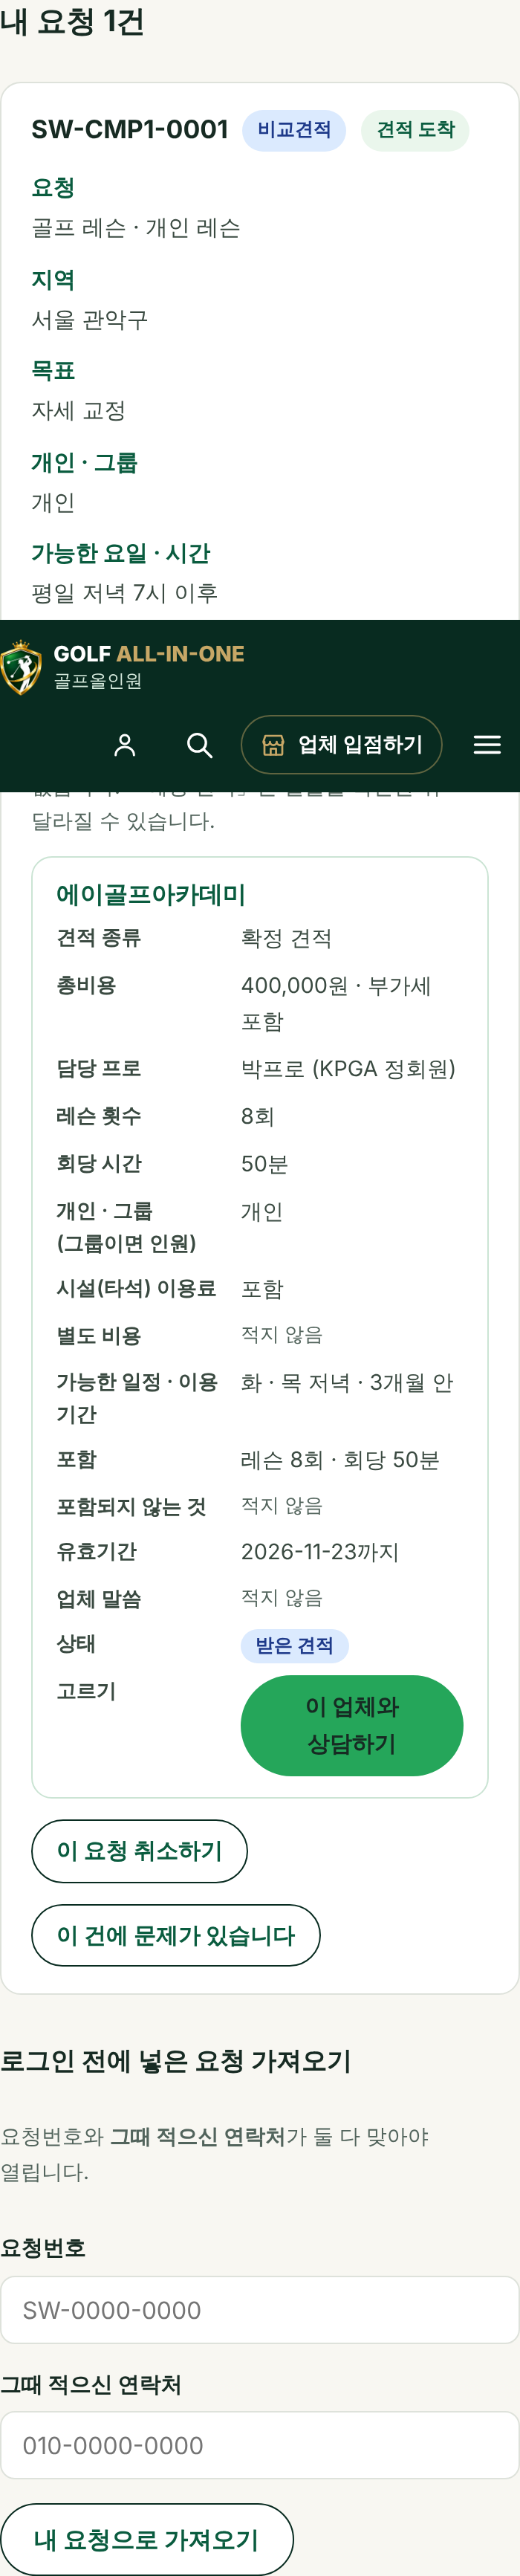 내 요청 1건
SW-CMP1-0001 비교견적 견적 도착
요청
골프 레슨 · 개인 레슨
지역
서울 관악구
목표
자세 교정
개인 · 그룹
개인
가능한 요일 · 시간
평일 저녁 7시 이후
GOLF ALL-IN-ONE
골프올인원
업체 입점하기
달라질 수 있습니다.
에이골프아카데미
견적 종류 확정 견적
총비용 400,000원 · 부가세
포함
담당 프로 박프로 (KPGA 정회원)
레슨 횟수 8회
회당 시간 50분
개인 · 그룹 개인
(그룹이면 인원)
시설(타석) 이용료 포함
별도 비용 적지 않음
가능한 일정 · 이용 화 · 목 저녁 · 3개월 안
기간
포함 레슨 8회 · 회당 50분
포함되지 않는 것 적지 않음
유효기간 2026-11-23까지
업체 말씀 적지 않음
상태 받은 견적
고르기 이 업체와
상담하기
이 요청 취소하기
이 건에 문제가 있습니다
로그인 전에 넣은 요청 가져오기
요청번호와 그때 적으신 연락처가 둘 다 맞아야
열립니다.
요청번호
SW-0000-0000
그때 적으신 연락처
010-0000-0000
내 요청으로 가져오기